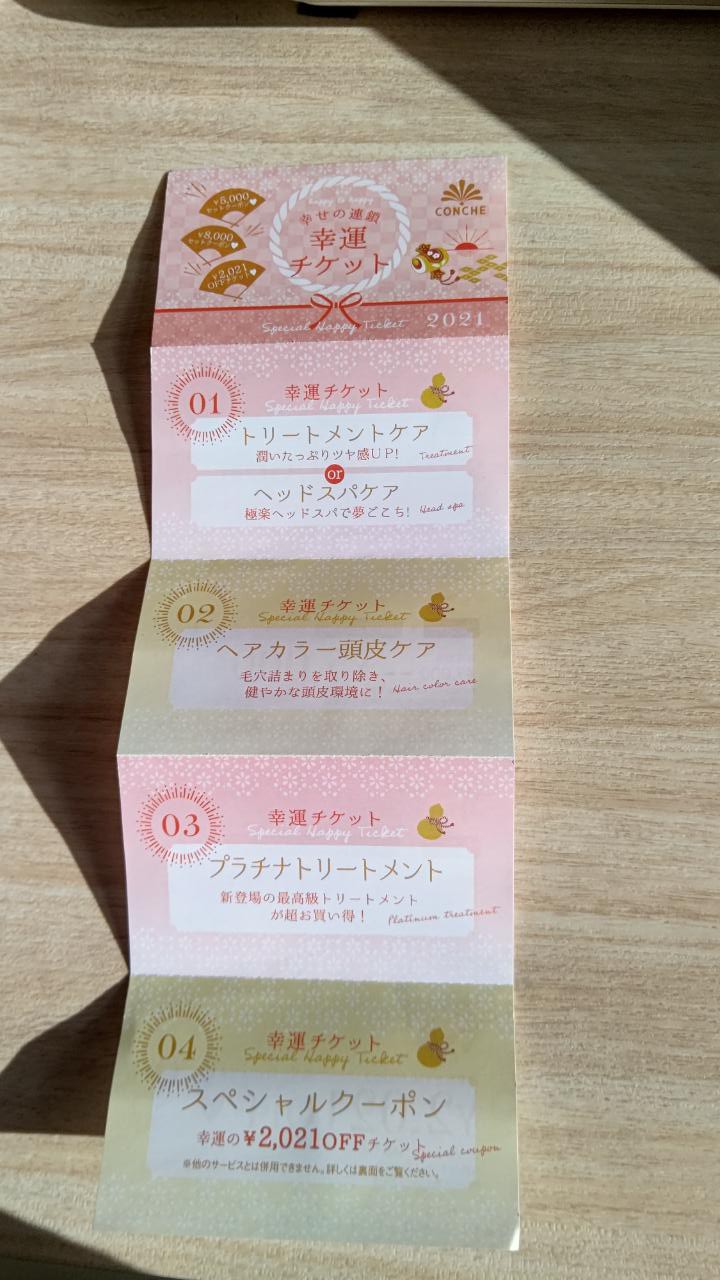 ¥5,000
セットクーポン♥
¥8,000
セットクーポン♥
¥2,021
OFFチケット♥
happy
happy
幸せの連鎖
幸運
チケット
CONCHE
Special Happy Ticket 2021
01
幸運チケット
Special Happy Ticket
トリートメントケア
潤いたっぷりツヤ感UP!
Treatment
or
ヘッドスパケア
極楽ヘッドスパで夢ごこち!
Head spa
02
幸運チケット
Special Happy Ticket
ヘアカラー頭皮ケア
毛穴詰まりを取り除き、
健やかな頭皮環境に!
Hair color care
03
幸運チケット
Special Happy Ticket
プラチナトリートメント
新登場の最高級トリートメント
が超お買い得!
Platinum treatment
04
幸運チケット
Special Happy Ticket
スペシャルクーポン
幸運の¥2,021OFFチケット
Special coupon
※他のサービスとは併用できません。詳しくは裏面をご覧ください。